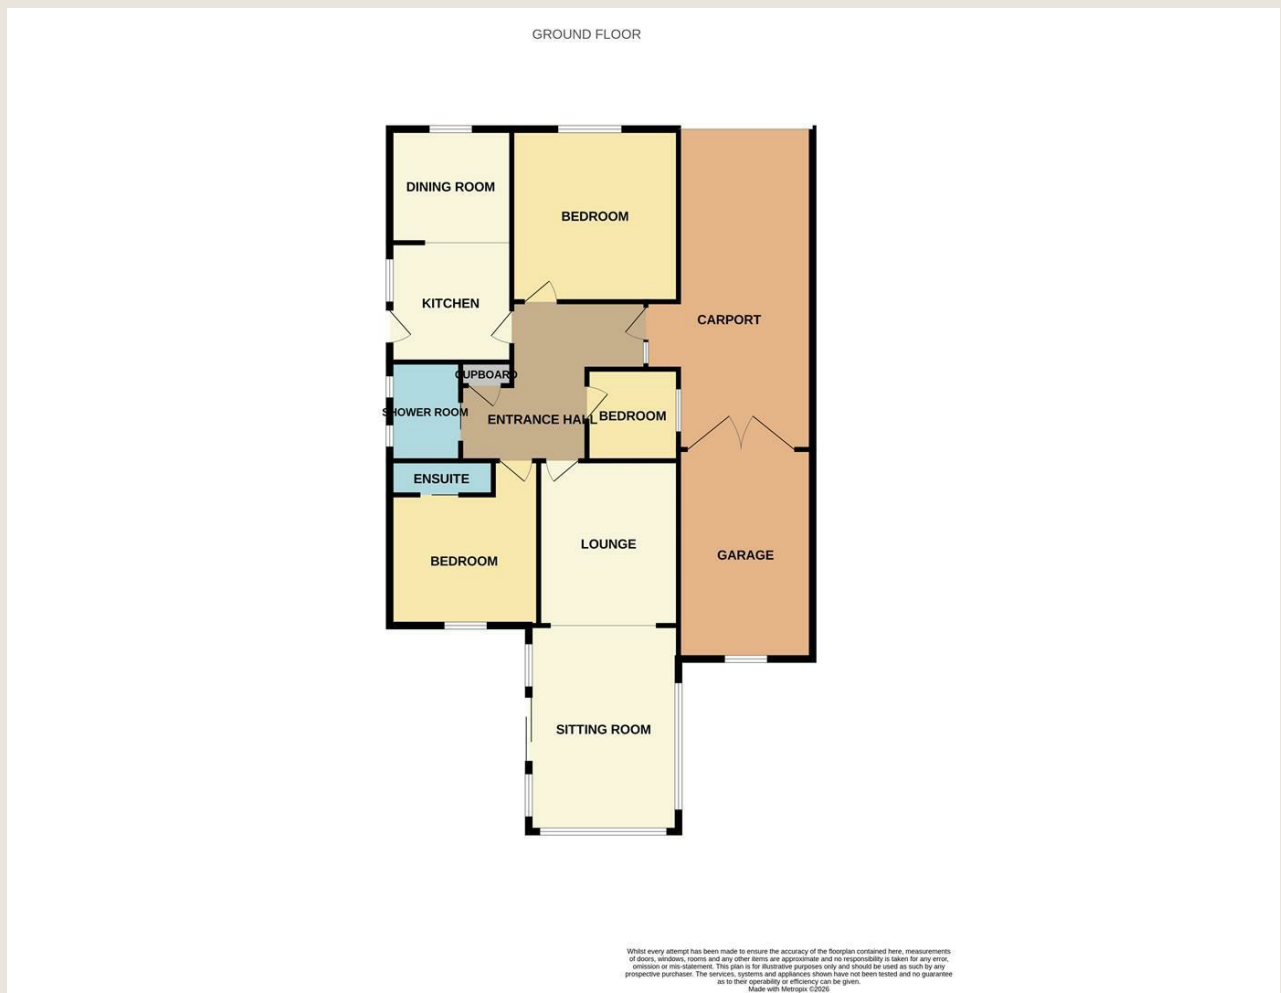 GROUND FLOOR
DINING ROOM
BEDROOM
KITCHEN
CARPORT
CUPBOARD
SHOWER ROOM
ENTRANCE HALL
BEDROOM
ENSUITE
BEDROOM
LOUNGE
GARAGE
SITTING ROOM
Whilst every attempt has been made to ensure the accuracy of the floorplan contained here, measurements
of doors, windows, rooms and any other items are approximate and no responsibility is taken for any error,
omission or mis-statement. This plan is for illustrative purposes only and should be used as such by any
prospective purchaser. The services, systems and appliances shown have not been tested and no guarantee
as to their operability or efficiency can be given.
Made with Metropix ©2026